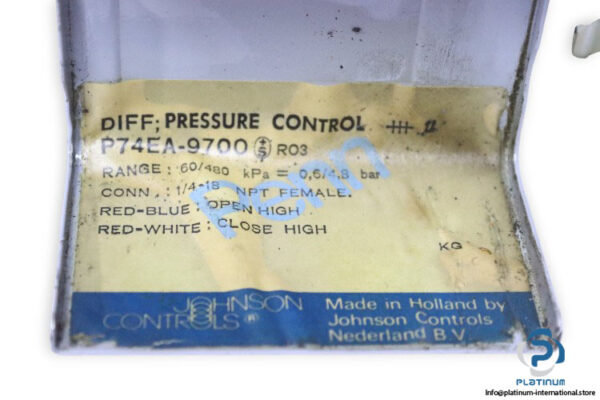 DIFF; PRESSURE CONTROL
P74EA-9700 S R03
RANGE : 60/480 kPa = 0,6/4,8 bar
CONN. : 1/4-18 NPT FEMALE.
RED-BLUE : OPEN HIGH
RED-WHITE : CLOSE HIGH
KG
Penn
JOHNSON
CONTROLS ®
Made in Holland by
Johnson Controls
Nederland B.V.
PLATINUM
info@platinum-international.store